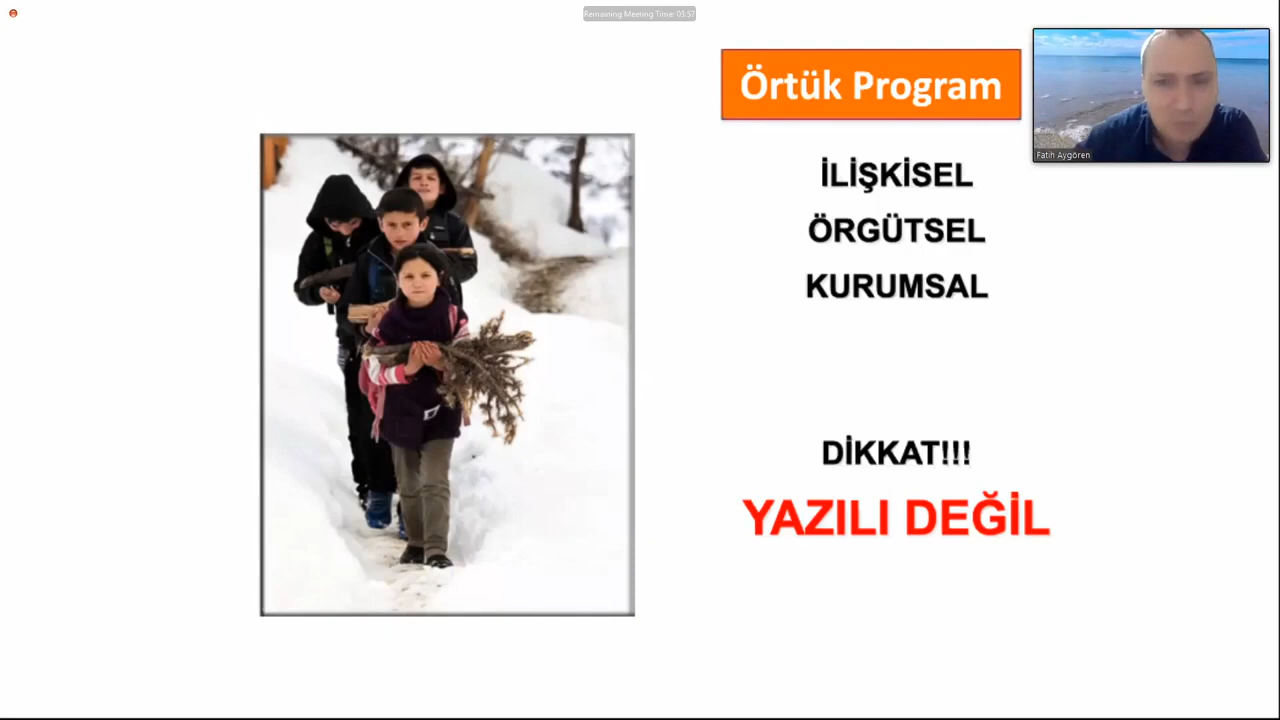 Remaining Meeting Time: 03:57
Örtük Program
Fatih Aygören
İLİŞKİSEL
ÖRGÜTSEL
KURUMSAL
DİKKAT!!!
YAZILI DEĞİL